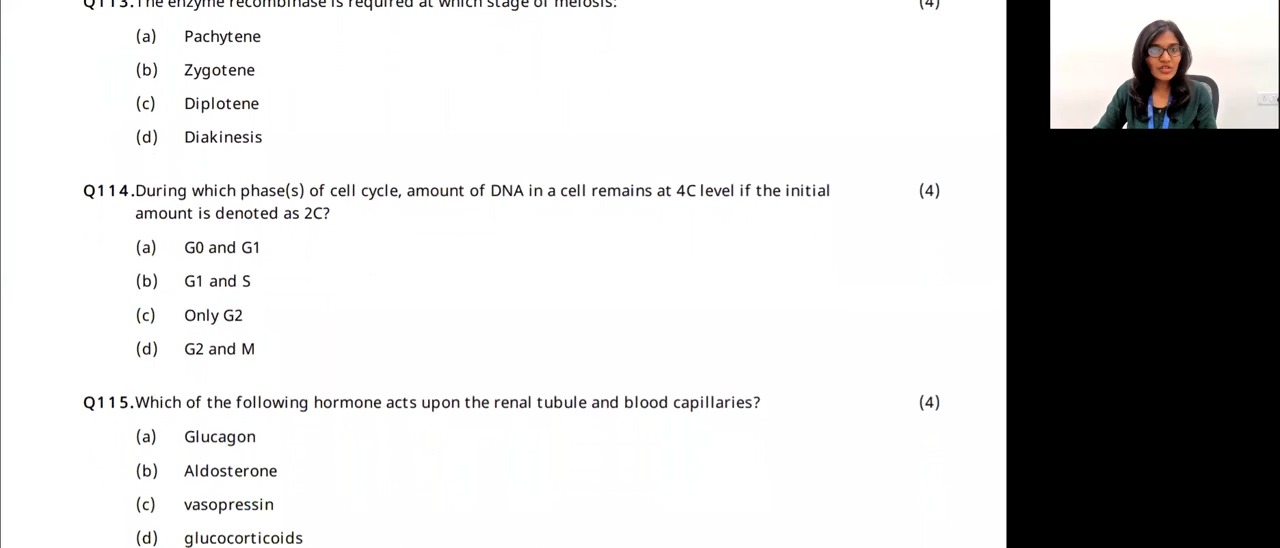 Q113.The enzyme recombinase is required at which stage of meiosis: (4)
(a) Pachytene
(b) Zygotene
(c) Diplotene
(d) Diakinesis
Q114.During which phase(s) of cell cycle, amount of DNA in a cell remains at 4C level if the initial (4)
amount is denoted as 2C?
(a) G0 and G1
(b) G1 and S
(c) Only G2
(d) G2 and M
Q115.Which of the following hormone acts upon the renal tubule and blood capillaries? (4)
(a) Glucagon
(b) Aldosterone
(c) vasopressin
(d) glucocorticoids